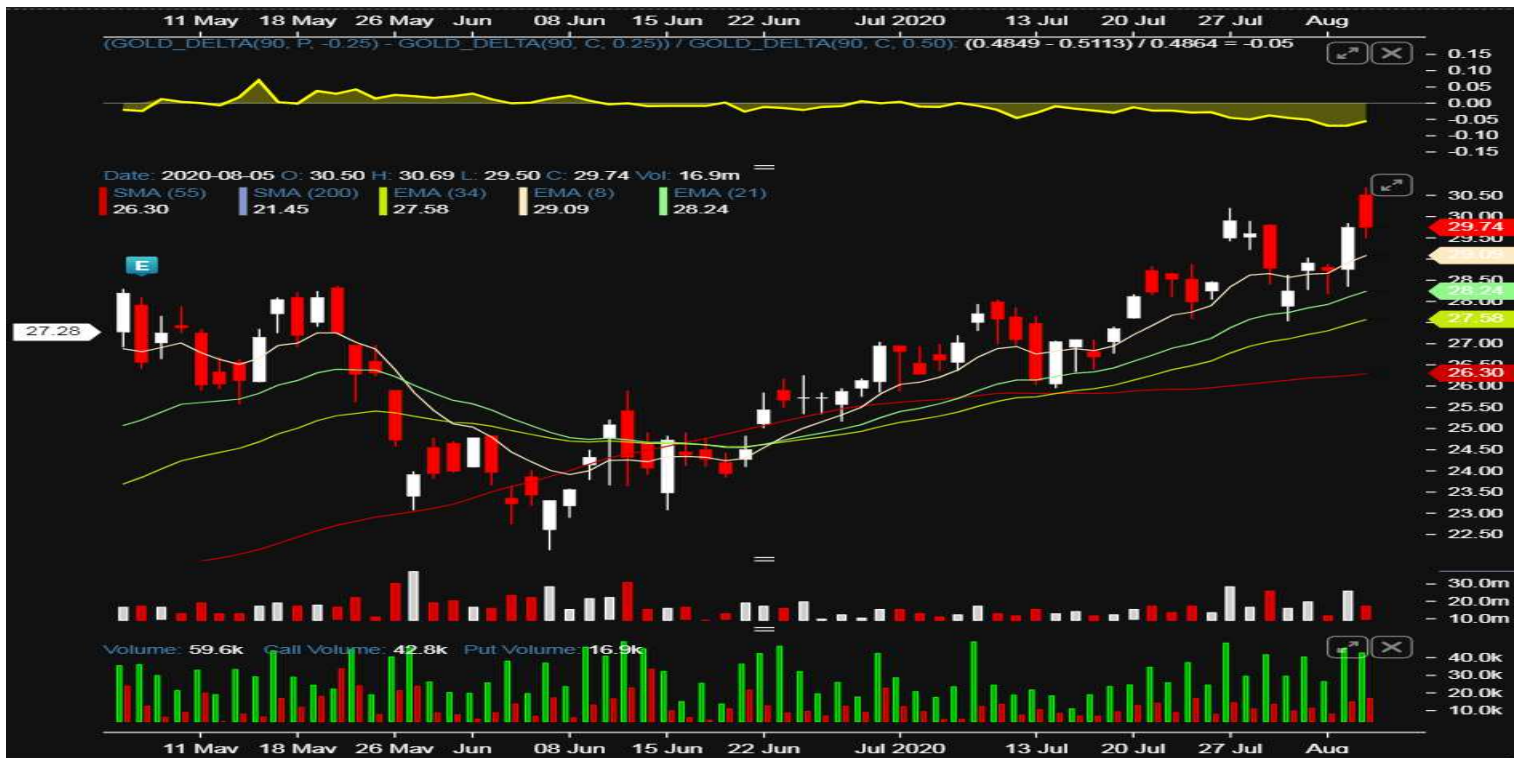 11 May 18 May 26 May Jun 08 Jun 15 Jun 22 Jun Jul 2020 13 Jul 20 Jul 27 Jul Aug
(GOLD_DELTA(90, P, -0.25) - GOLD_DELTA(90, C, 0.25)) / GOLD_DELTA(90, C, 0.50): (0.4849 - 0.5113) / 0.4864 = -0.05
0.15
0.10
0.05
0.00
-0.05
-0.10
-0.15
Date: 2020-08-05 O: 30.50 H: 30.69 L: 29.50 C: 29.74 Vol: 16.9m
SMA (55) SMA (200) EMA (34) EMA (8) EMA (21)
26.30 21.45 27.58 29.09 28.24
30.50
30.00
29.74
29.50
29.09
28.50
28.24
28.00
27.58
27.00
26.50
26.30
26.00
25.50
25.00
24.50
24.00
23.50
23.00
22.50
E
27.28
30.0m
20.0m
10.0m
Volume: 59.6k Call Volume: 42.8k Put Volume: 16.9k
40.0k
30.0k
20.0k
10.0k
11 May 18 May 26 May Jun 08 Jun 15 Jun 22 Jun Jul 2020 13 Jul 20 Jul 27 Jul Aug